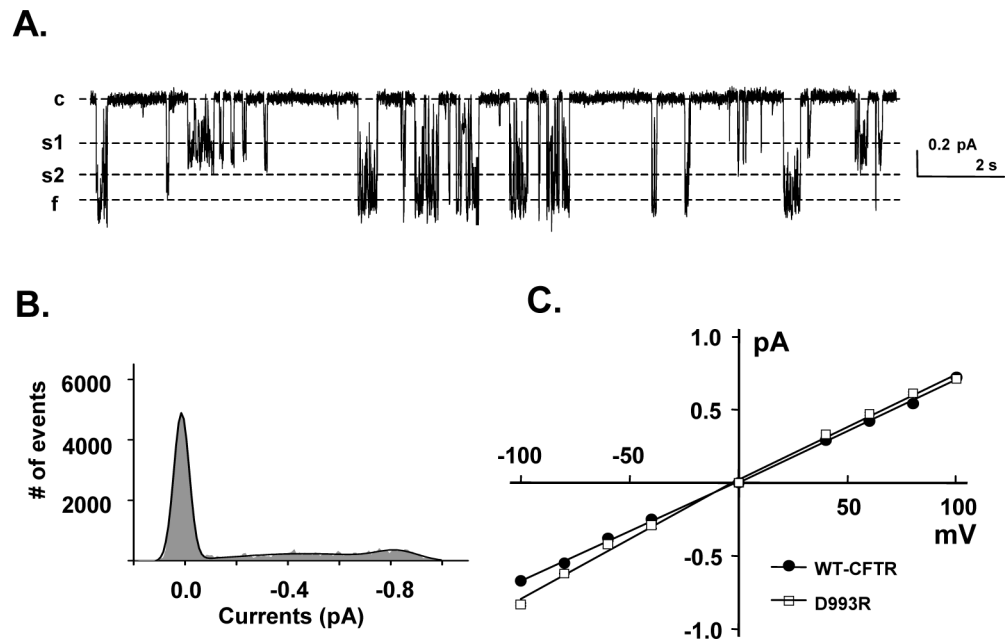 A.
c
s1
s2
f
0.2 pA
2 s
B.
# of events
6000
4000
2000
0.0 -0.4 -0.8
Currents (pA)
C.
1.0 pA
0.5
-100 -50
50 100
mV
-0.5
-1.0
WT-CFTR
D993R